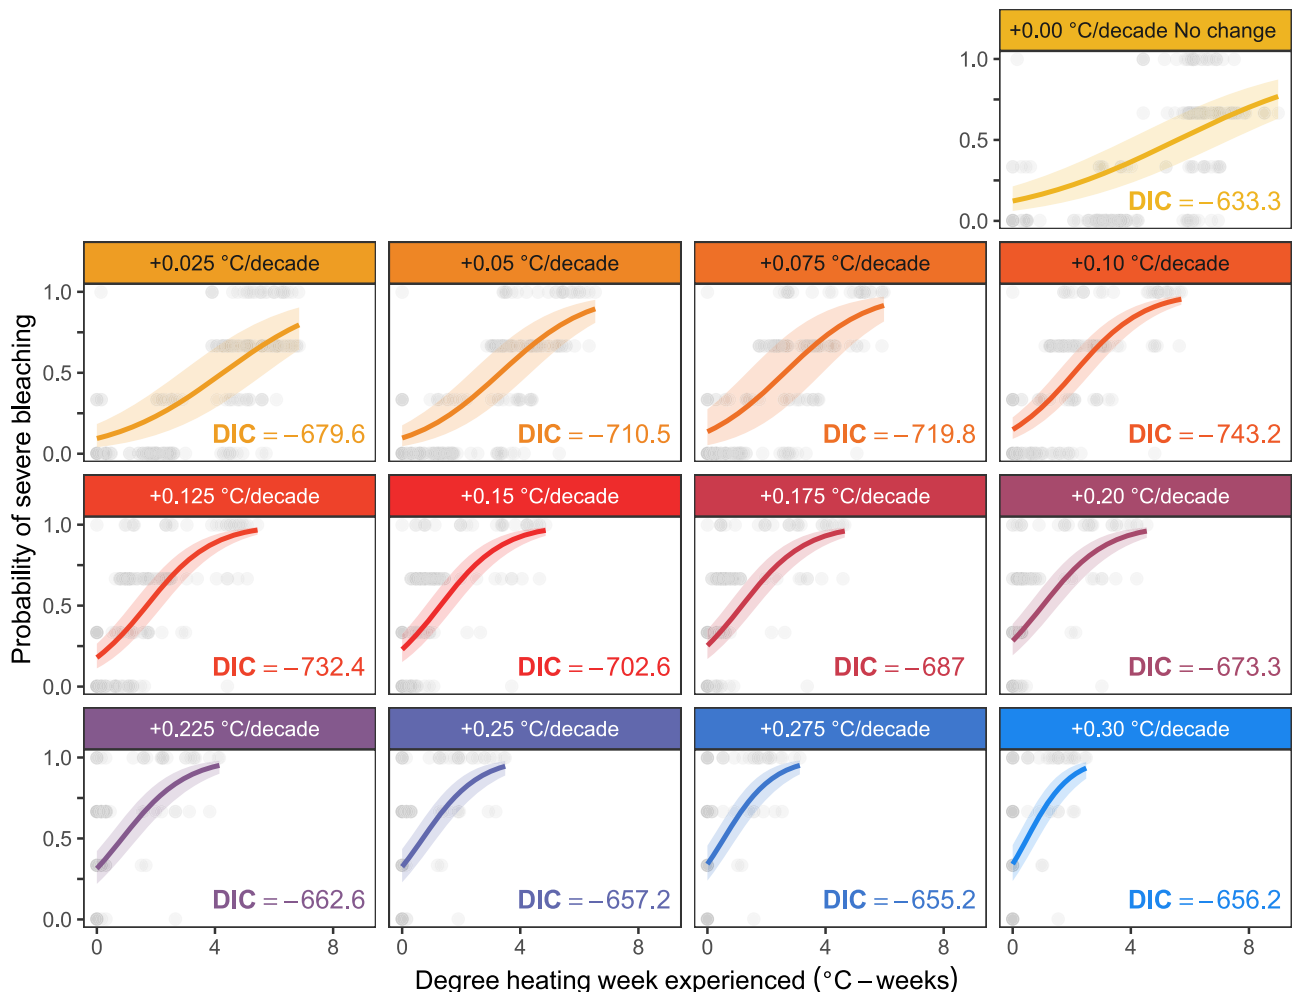 +0.00 °C/decade No change
1.0
0.5
0.0
DIC = −633.3
+0.025 °C/decade
+0.05 °C/decade
+0.075 °C/decade
+0.10 °C/decade
1.0
0.5
0.0
DIC = −679.6
DIC = −710.5
DIC = −719.8
DIC = −743.2
Probability of severe bleaching
+0.125 °C/decade
+0.15 °C/decade
+0.175 °C/decade
+0.20 °C/decade
1.0
0.5
0.0
DIC = −732.4
DIC = −702.6
DIC = −687
DIC = −673.3
+0.225 °C/decade
+0.25 °C/decade
+0.275 °C/decade
+0.30 °C/decade
1.0
0.5
0.0
DIC = −662.6
DIC = −657.2
DIC = −655.2
DIC = −656.2
0 4 8
0 4 8
0 4 8
0 4 8
Degree heating week experienced (°C – weeks)